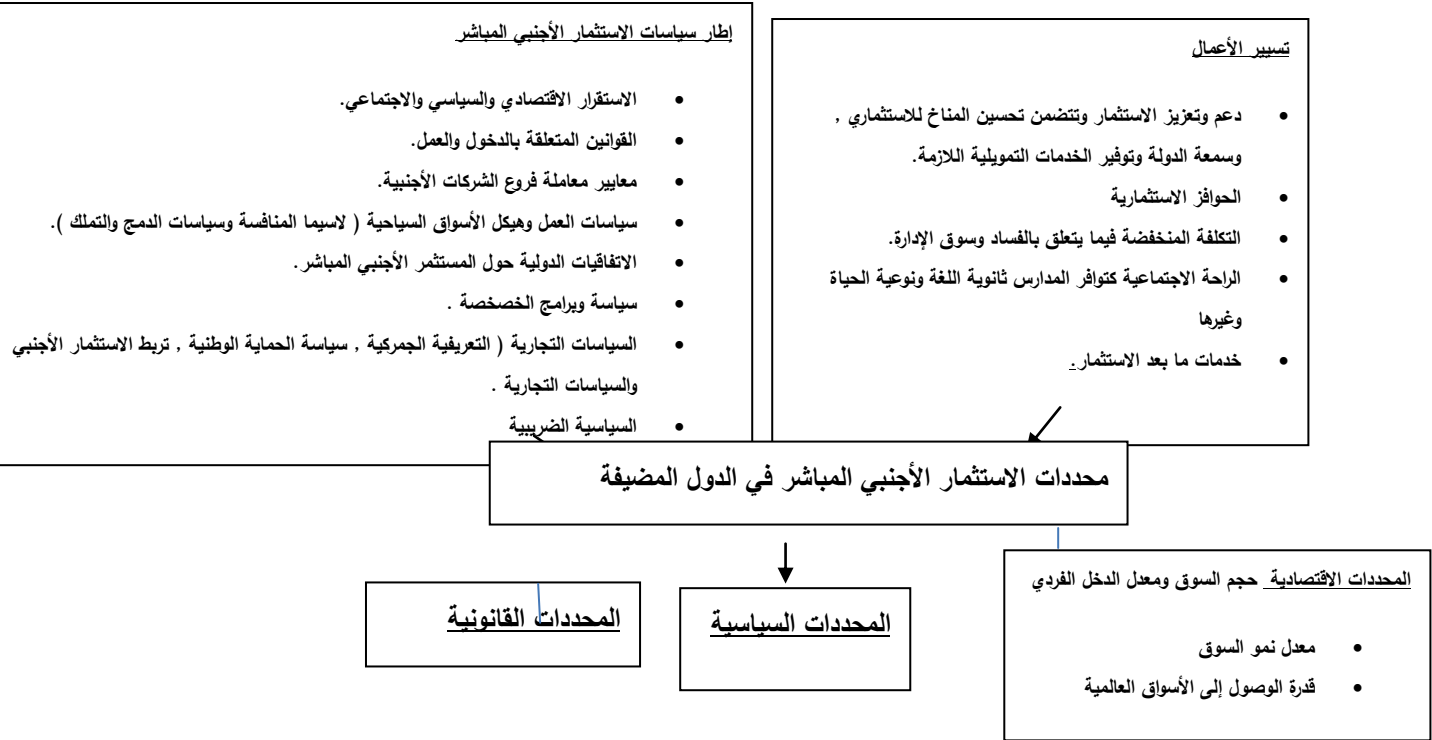 تسيير الأعمال
• دعم وتعزيز الاستثمار وتتضمن تحسين المناخ للاستثماري ,
وسمعة الدولة وتوفير الخدمات التمويلية اللازمة.
• الحوافز الاستثمارية
• التكلفة المنخفضة فيما يتعلق بالفساد وسوق الإدارة.
• الراحة الاجتماعية كتوافر المدارس ثانوية اللغة ونوعية الحياة
وغيرها
• خدمات ما بعد الاستثمار.
إطار سياسات الاستثمار الأجنبي المباشر
• الاستقرار الاقتصادي والسياسي والاجتماعي.
• القوانين المتعلقة بالدخول والعمل.
• معايير معاملة فروع الشركات الأجنبية.
• سياسات العمل وهيكل الأسواق السياحية ( لاسيما المنافسة وسياسات الدمج والتملك ).
• الاتفاقيات الدولية حول المستثمر الأجنبي المباشر.
• سياسة وبرامج الخصخصة .
• السياسات التجارية ( التعريفية الجمركية , سياسة الحماية الوطنية , تربط الاستثمار الأجنبي
والسياسات التجارية .
• السياسية الضريبية
محددات الاستثمار الأجنبي المباشر في الدول المضيفة
المحددات الاقتصادية حجم السوق ومعدل الدخل الفردي
• معدل نمو السوق
• قدرة الوصول إلى الأسواق العالمية
المحددات السياسية
المحددات القانونية